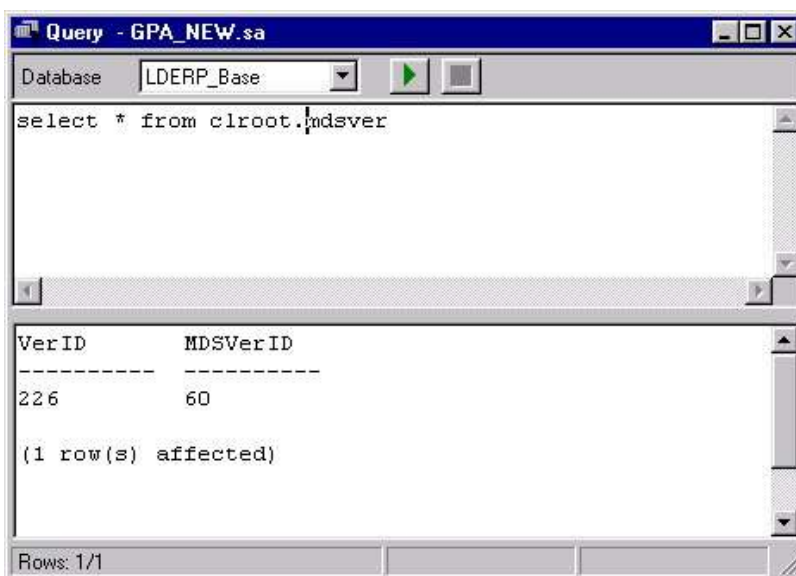 Query - GPA_NEW.sa
Database LDERP_Base
select * from clroot.mdsver
VerID MDSVerID
---------- ----------
226 60
(1 row(s) affected)
Rows: 1/1